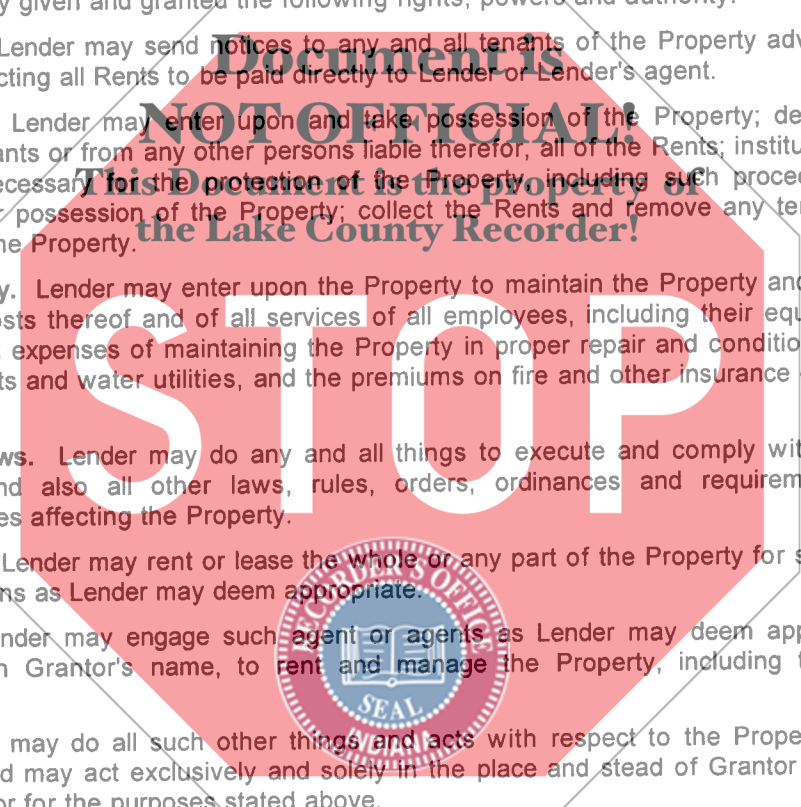 y given and granted the following rights, powers and authority:
Lender may send notices to any and all tenants of the Property adv
cting all Rents to be paid directly to Lender or Lender's agent.
Lender may enter upon and take possession of the Property; de
ants or from any other persons liable therefor, all of the Rents; institu
ecessary for the protection of the Property, including such proceed
r possession of the Property; collect the Rents and remove any ten
he Property.
y. Lender may enter upon the Property to maintain the Property and
osts thereof and of all services of all employees, including their equ
expenses of maintaining the Property in proper repair and conditio
ts and water utilities, and the premiums on fire and other insurance
ws. Lender may do any and all things to execute and comply wit
nd also all other laws, rules, orders, ordinances and requirem
es affecting the Property.
Lender may rent or lease the whole or any part of the Property for s
ns as Lender may deem appropriate.
ender may engage such agent or agents as Lender may deem app
n Grantor's name, to rent and manage the Property, including t
may do all such other things and acts with respect to the Prope
d may act exclusively and solely in the place and stead of Grantor
or for the purposes stated above.
Document is
NOT OFFICIAL!
This Document is the property of
the Lake County Recorder!
STOP
RECORDER'S OFFICE
SEAL
INDIANA